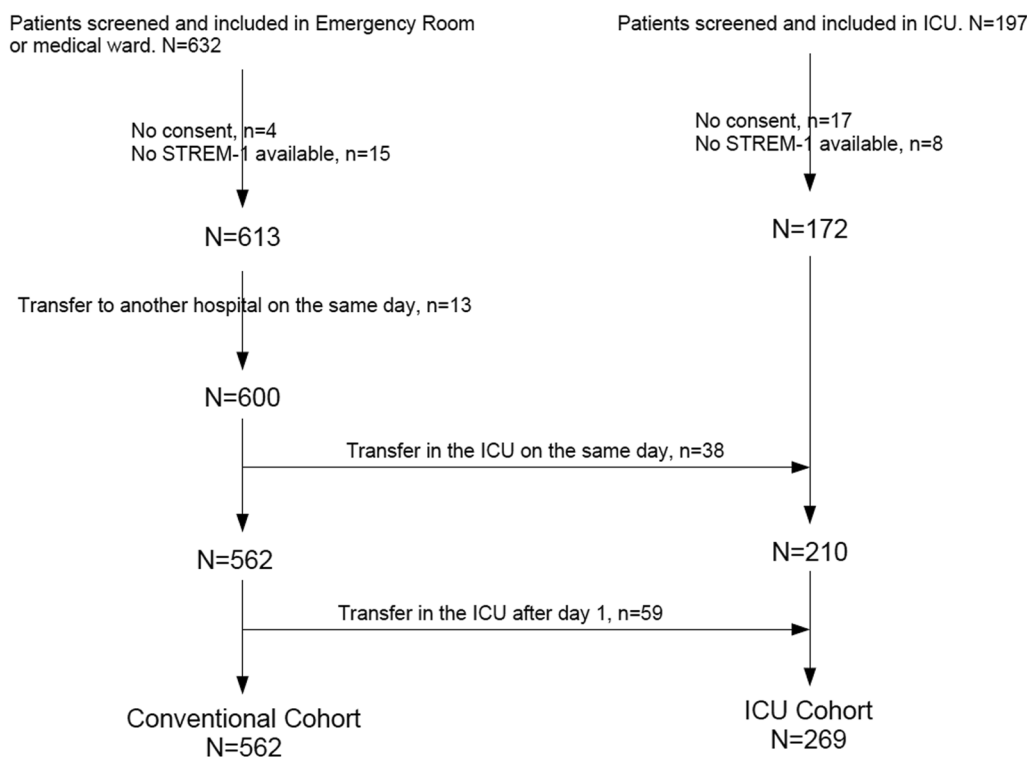 Patients screened and included in Emergency Room
or medical ward. N=632
Patients screened and included in ICU. N=197
No consent, n=4
No STREM-1 available, n=15
No consent, n=17
No STREM-1 available, n=8
N=613
N=172
Transfer to another hospital on the same day, n=13
N=600
Transfer in the ICU on the same day, n=38
N=562
N=210
Transfer in the ICU after day 1, n=59
Conventional Cohort
N=562
ICU Cohort
N=269